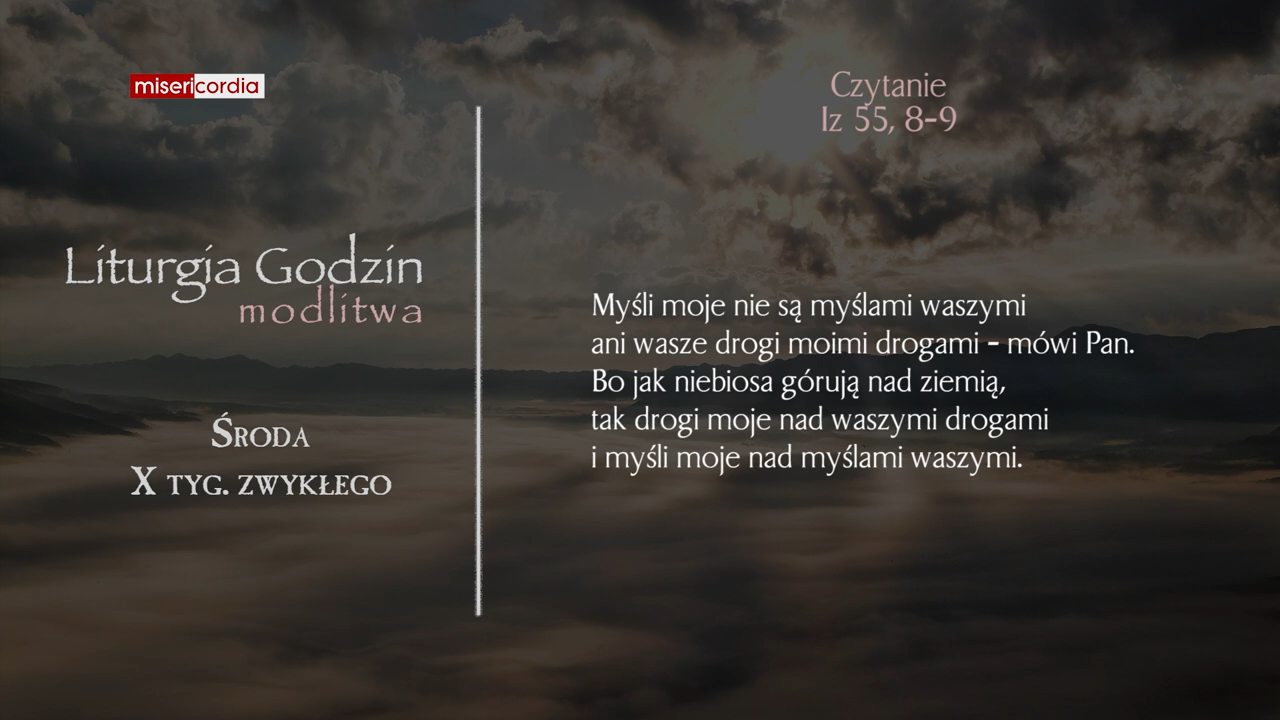 misericordia
Liturgia Godzin
modlitwa
Środa
X tyg. zwykłego
Czytanie
Iz 55, 8-9
Myśli moje nie są myślami waszymi
ani wasze drogi moimi drogami - mówi Pan.
Bo jak niebiosa górują nad ziemią,
tak drogi moje nad waszymi drogami
i myśli moje nad myślami waszymi.